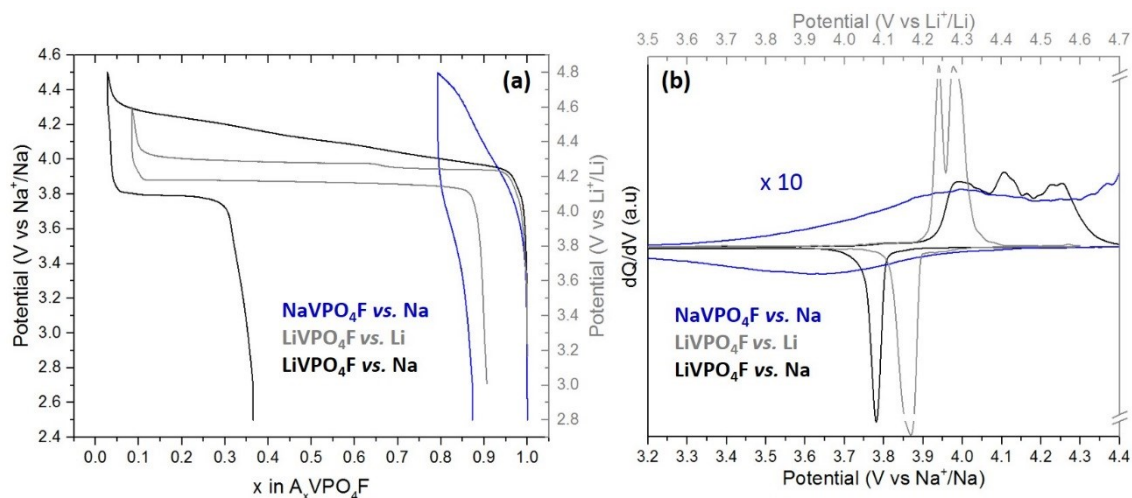 (a)
Potential (V vs Na⁺/Na)
4.6
4.4
4.2
4.0
3.8
3.6
3.4
3.2
3.0
2.8
2.6
2.4
4.8
4.6
4.4
4.2
4.0
3.8
3.6
3.4
3.2
3.0
2.8
Potential (V vs Li⁺/Li)
NaVPO₄F vs. Na
LiVPO₄F vs. Li
LiVPO₄F vs. Na
0.0 0.1 0.2 0.3 0.4 0.5 0.6 0.7 0.8 0.9 1.0
x in AₓVPO₄F
Potential (V vs Li⁺/Li)
3.5 3.6 3.7 3.8 3.9 4.0 4.1 4.2 4.3 4.4 4.5 4.6 4.7
(b)
dQ/dV (a.u)
x 10
NaVPO₄F vs. Na
LiVPO₄F vs. Li
LiVPO₄F vs. Na
3.2 3.3 3.4 3.5 3.6 3.7 3.8 3.9 4.0 4.1 4.2 4.3 4.4
Potential (V vs Na⁺/Na)